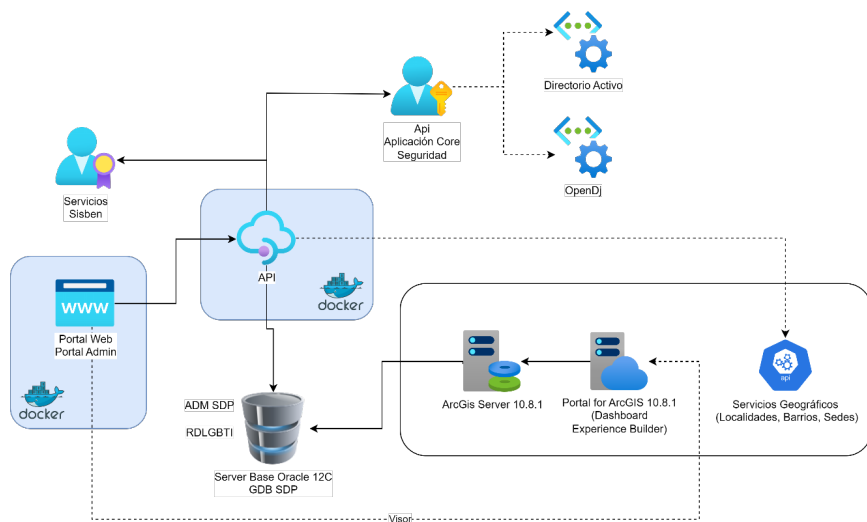 Directorio Activo
Api
Aplicación Core
Seguridad
OpenDj
Servicios
Sisben
API
docker
www
Portal Web
Portal Admin
docker
ArcGis Server 10.8.1
Portal for ArcGIS 10.8.1
(Dashboard
Experience Builder)
api
Servicios Geográficos
(Localidades, Barrios, Sedes)
ADM SDP
RDLGBTI
Server Base Oracle 12C
GDB SDP
Visor